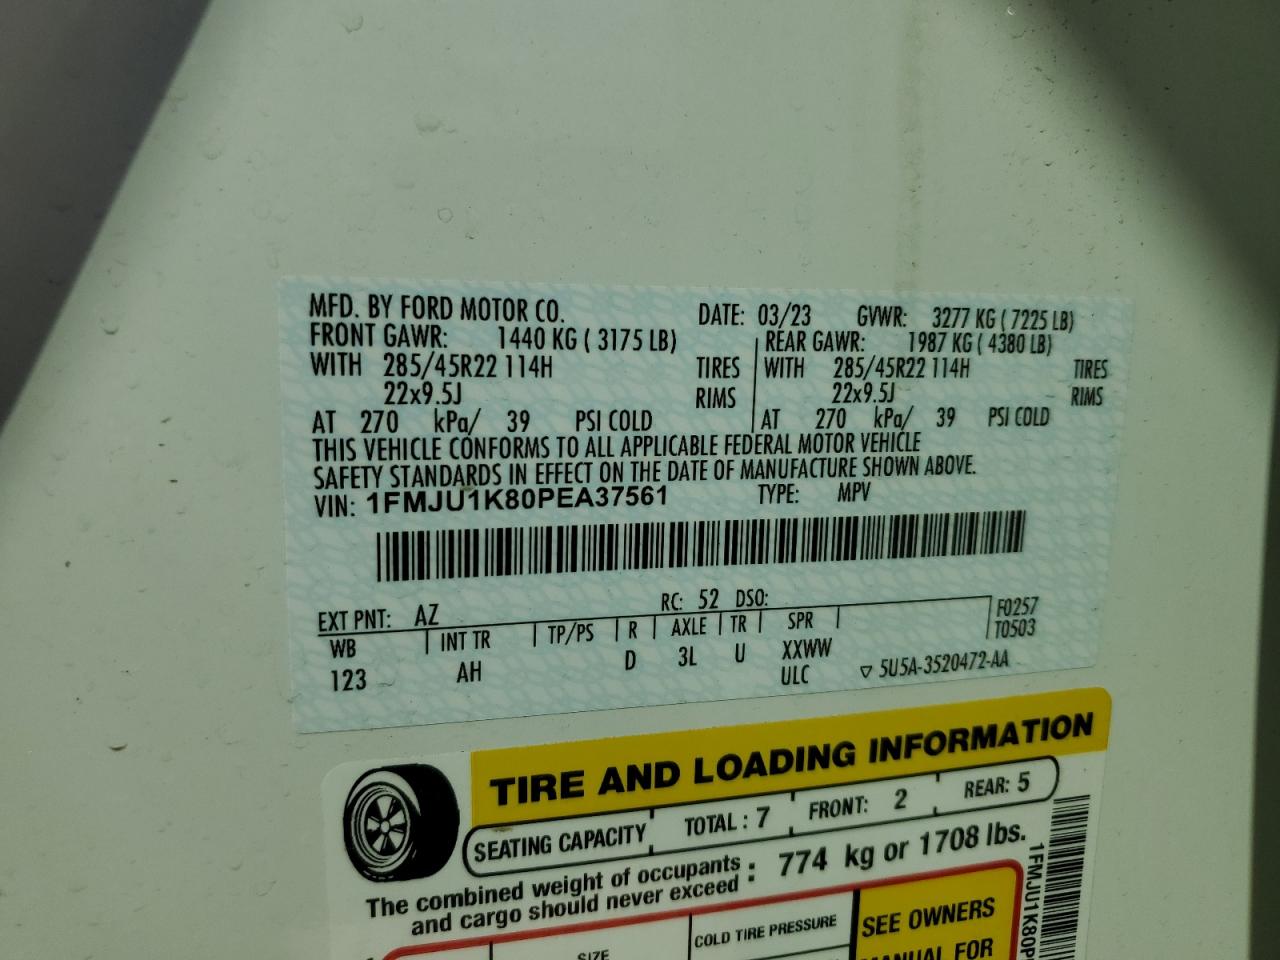 MFD. BY FORD MOTOR CO. DATE: 03/23 GVWR: 3277 KG ( 7225 LB)
FRONT GAWR: 1440 KG ( 3175 LB) REAR GAWR: 1987 KG ( 4380 LB)
WITH 285/45R22 114H TIRES WITH 285/45R22 114H TIRES
22x9.5J RIMS 22x9.5J RIMS
AT 270 kPa/ 39 PSI COLD AT 270 kPa/ 39 PSI COLD
THIS VEHICLE CONFORMS TO ALL APPLICABLE FEDERAL MOTOR VEHICLE
SAFETY STANDARDS IN EFFECT ON THE DATE OF MANUFACTURE SHOWN ABOVE.
VIN: 1FMJU1K80PEA37561 TYPE: MPV
EXT PNT: AZ RC: 52 DSO: F0257
WB INT TR TP/PS R AXLE TR SPR T0503
123 AH D 3L U XXWW
ULC ▽ 5U5A-3520472-AA
TIRE AND LOADING INFORMATION
SEATING CAPACITY TOTAL : 7 FRONT: 2 REAR: 5
The combined weight of occupants : 774 kg or 1708 lbs.
and cargo should never exceed
SIZE COLD TIRE PRESSURE SEE OWNERS
MANUAL FOR
1FMJU1K80P